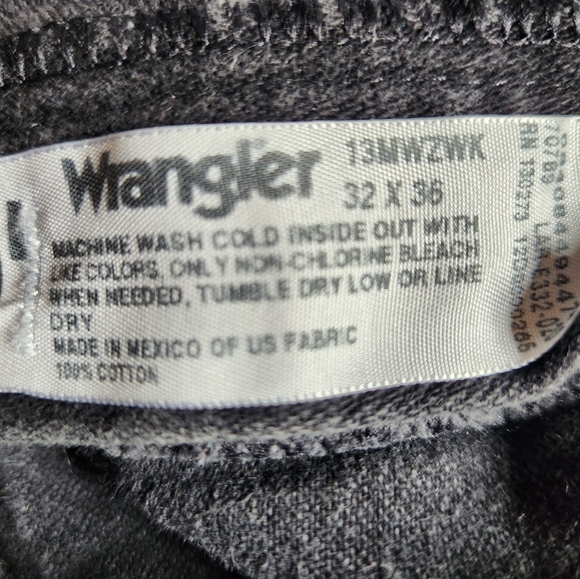 Wrangler
13MWZWK
32 X 36
MACHINE WASH COLD INSIDE OUT WITH
LIKE COLORS, ONLY NON-CHLORINE BLEACH
WHEN NEEDED, TUMBLE DRY LOW OR LINE
DRY
MADE IN MEXICO OF US FABRIC
100% COTTON